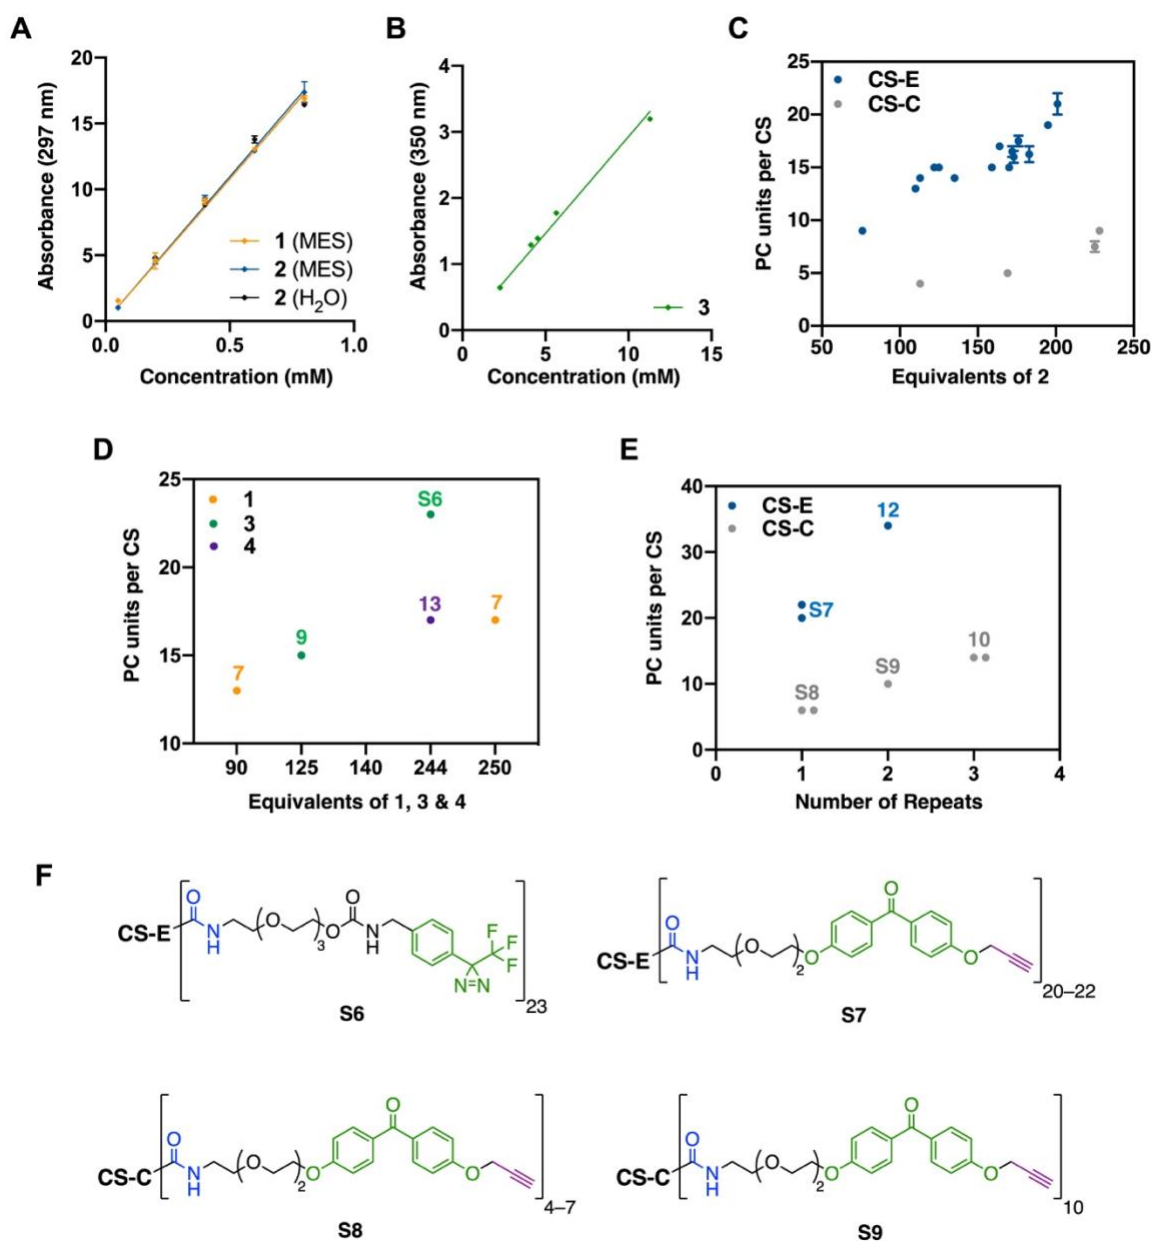 A
Absorbance (297 nm)
20
15
10
5
0
0.0
0.5
1.0
1 (MES)
2 (MES)
2 (H₂O)
Concentration (mM)
B
Absorbance (350 nm)
4
3
2
1
0
0
5
10
15
3
Concentration (mM)
C
PC units per CS
25
20
15
10
5
0
50
100
150
200
250
CS-E
CS-C
Equivalents of 2
D
PC units per CS
25
20
15
10
90
125
140
244
250
1
3
4
7
9
S6
13
7
Equivalents of 1, 3 & 4
E
PC units per CS
40
30
20
10
0
0
1
2
3
4
CS-E
CS-C
12
S7
S8
S9
10
Number of Repeats
F
CS-E
O
N
H
O
3
O
O
N
H
F
F
F
N=N
23
S6
CS-E
O
N
H
O
2
O
O
O
20–22
S7
CS-C
O
N
H
O
2
O
O
O
4–7
S8
CS-C
O
N
H
O
2
O
O
O
10
S9